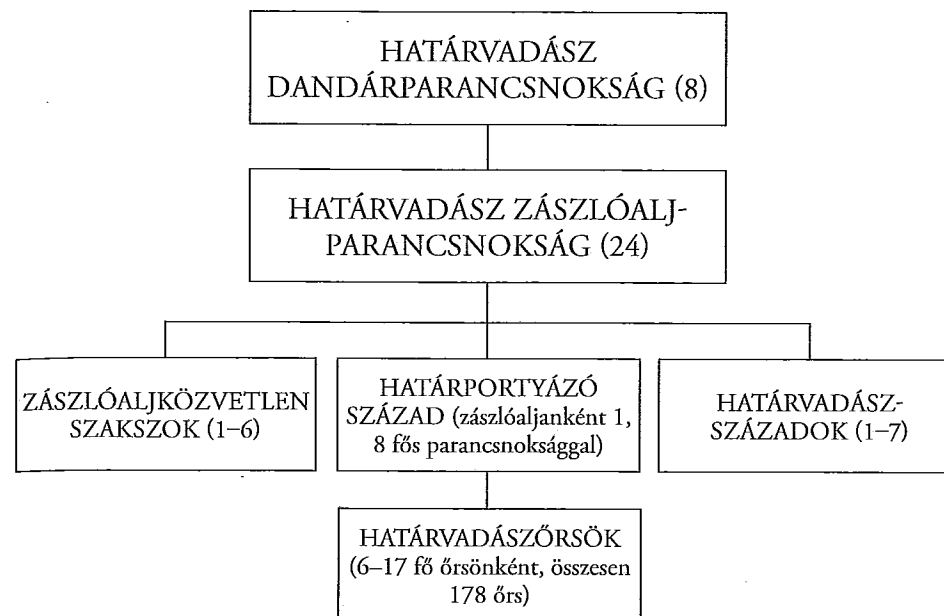 HATÁRVADÁSZ
DANDÁRPARANCSNOKSÁG (8)
HATÁRVADÁSZ ZÁSZLÓALJ-
PARANCSNOKSÁG (24)
ZÁSZLÓALJKÖZVETLEN
SZAKSZOK (1–6)
HATÁRPORTYÁZÓ
SZÁZAD (zászlóaljanként 1,
8 fős parancsnoksággal)
HATÁRVADÁSZ-
SZÁZADOK (1–7)
HATÁRVADÁSZŐRSÖK
(6–17 fő őrsönként, összesen
178 őrs)